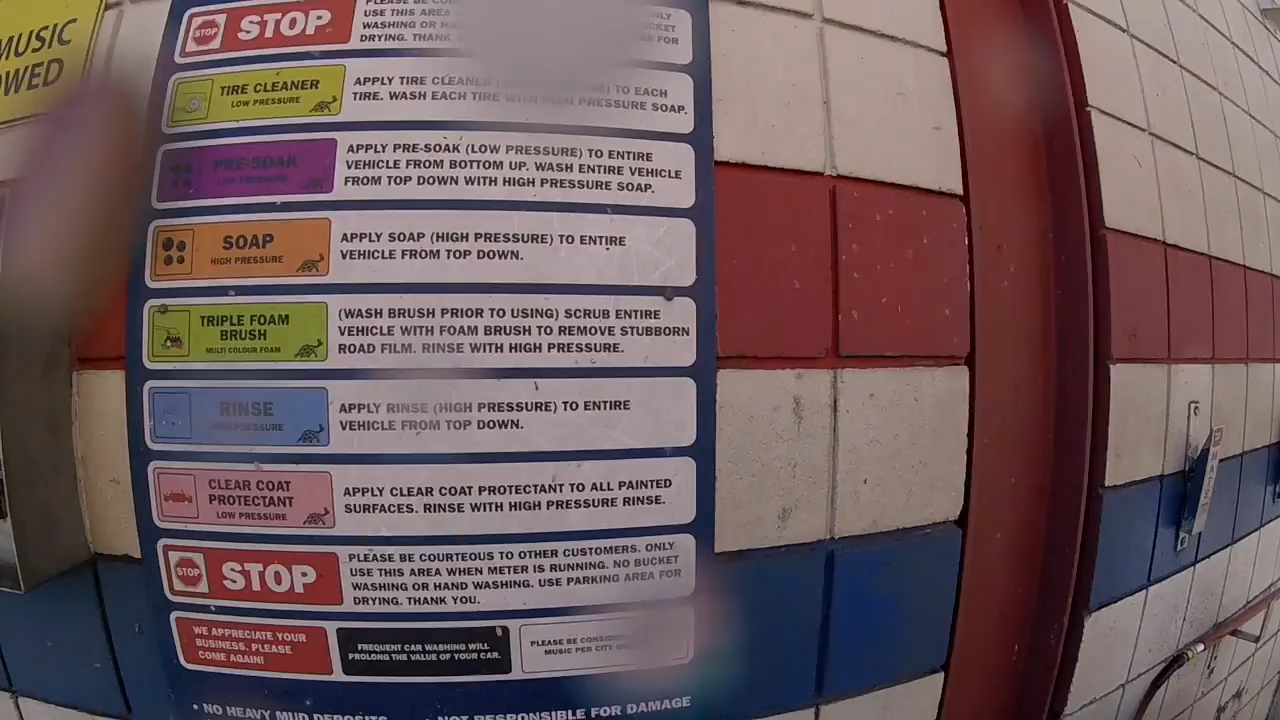 MUSIC
OWED
STOP
STOP
USE THIS AREA
ONLY
WASHING OR
DRYING. THANK
FOR
TIRE CLEANER
LOW PRESSURE
APPLY TIRE CLEANER TO EACH
TIRE. WASH EACH TIRE WITH HIGH PRESSURE SOAP.
PRE-SOAK
LOW PRESSURE
APPLY PRE-SOAK (LOW PRESSURE) TO ENTIRE
VEHICLE FROM BOTTOM UP. WASH ENTIRE VEHICLE
FROM TOP DOWN WITH HIGH PRESSURE SOAP.
SOAP
HIGH PRESSURE
APPLY SOAP (HIGH PRESSURE) TO ENTIRE
VEHICLE FROM TOP DOWN.
TRIPLE FOAM
BRUSH
MULTI COLOUR FOAM
(WASH BRUSH PRIOR TO USING) SCRUB ENTIRE
VEHICLE WITH FOAM BRUSH TO REMOVE STUBBORN
ROAD FILM. RINSE WITH HIGH PRESSURE.
RINSE
PRESSURE
APPLY RINSE (HIGH PRESSURE) TO ENTIRE
VEHICLE FROM TOP DOWN.
CLEAR COAT
PROTECTANT
LOW PRESSURE
APPLY CLEAR COAT PROTECTANT TO ALL PAINTED
SURFACES. RINSE WITH HIGH PRESSURE RINSE.
STOP
STOP
PLEASE BE COURTEOUS TO OTHER CUSTOMERS. ONLY
USE THIS AREA WHEN METER IS RUNNING. NO BUCKET
WASHING OR HAND WASHING. USE PARKING AREA FOR
DRYING. THANK YOU.
WE APPRECIATE YOUR
BUSINESS. PLEASE
COME AGAIN!
FREQUENT CAR WASHING WILL
PROLONG THE VALUE OF YOUR CAR.
PLEASE BE
MUSIC PER CITY
• NO HEAVY MUD DEPOSITS
NOT RESPONSIBLE FOR DAMAGE
MATS